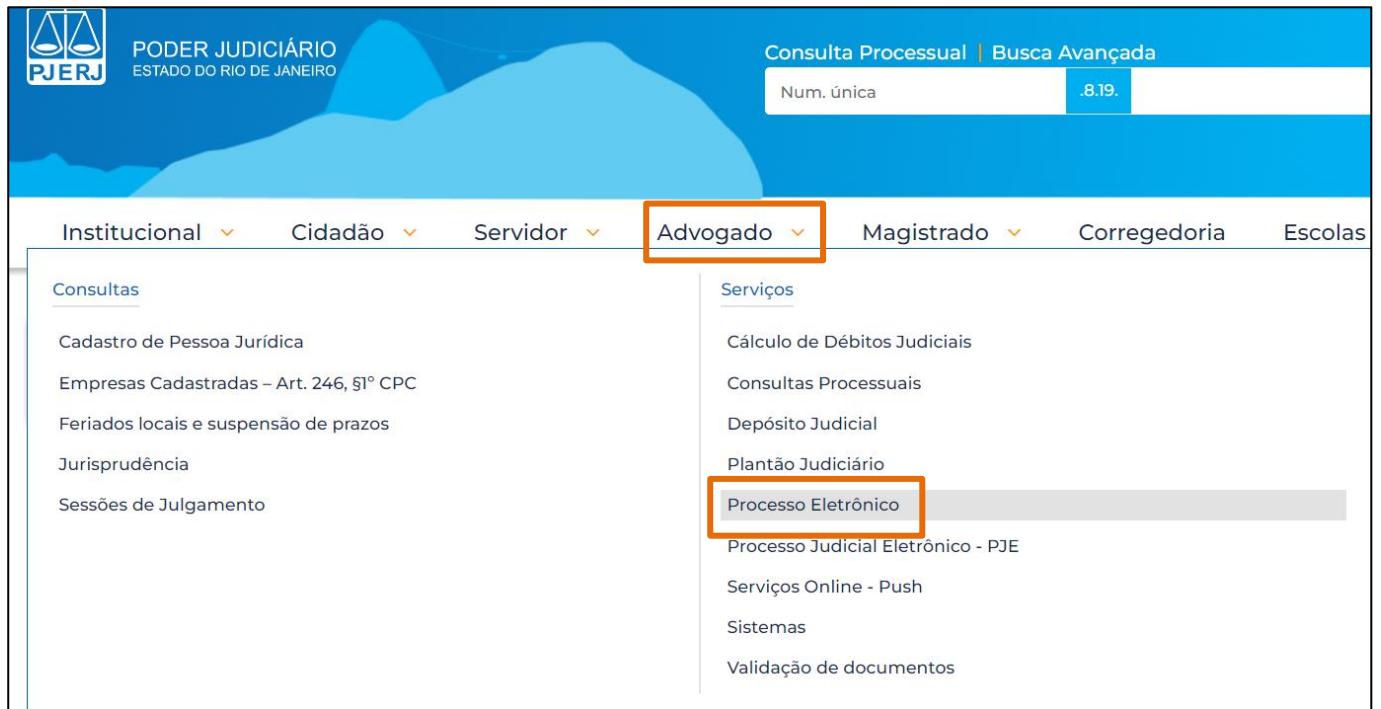 PJERJ
PODER JUDICIÁRIO
ESTADO DO RIO DE JANEIRO
Consulta Processual | Busca Avançada
Num. única
.8.19.
Institucional
Cidadão
Servidor
Advogado
Magistrado
Corregedoria
Escolas
Consultas
Cadastro de Pessoa Jurídica
Empresas Cadastradas – Art. 246, §1º CPC
Feriados locais e suspensão de prazos
Jurisprudência
Sessões de Julgamento
Serviços
Cálculo de Débitos Judiciais
Consultas Processuais
Depósito Judicial
Plantão Judiciário
Processo Eletrônico
Processo Judicial Eletrônico - PJE
Serviços Online - Push
Sistemas
Validação de documentos